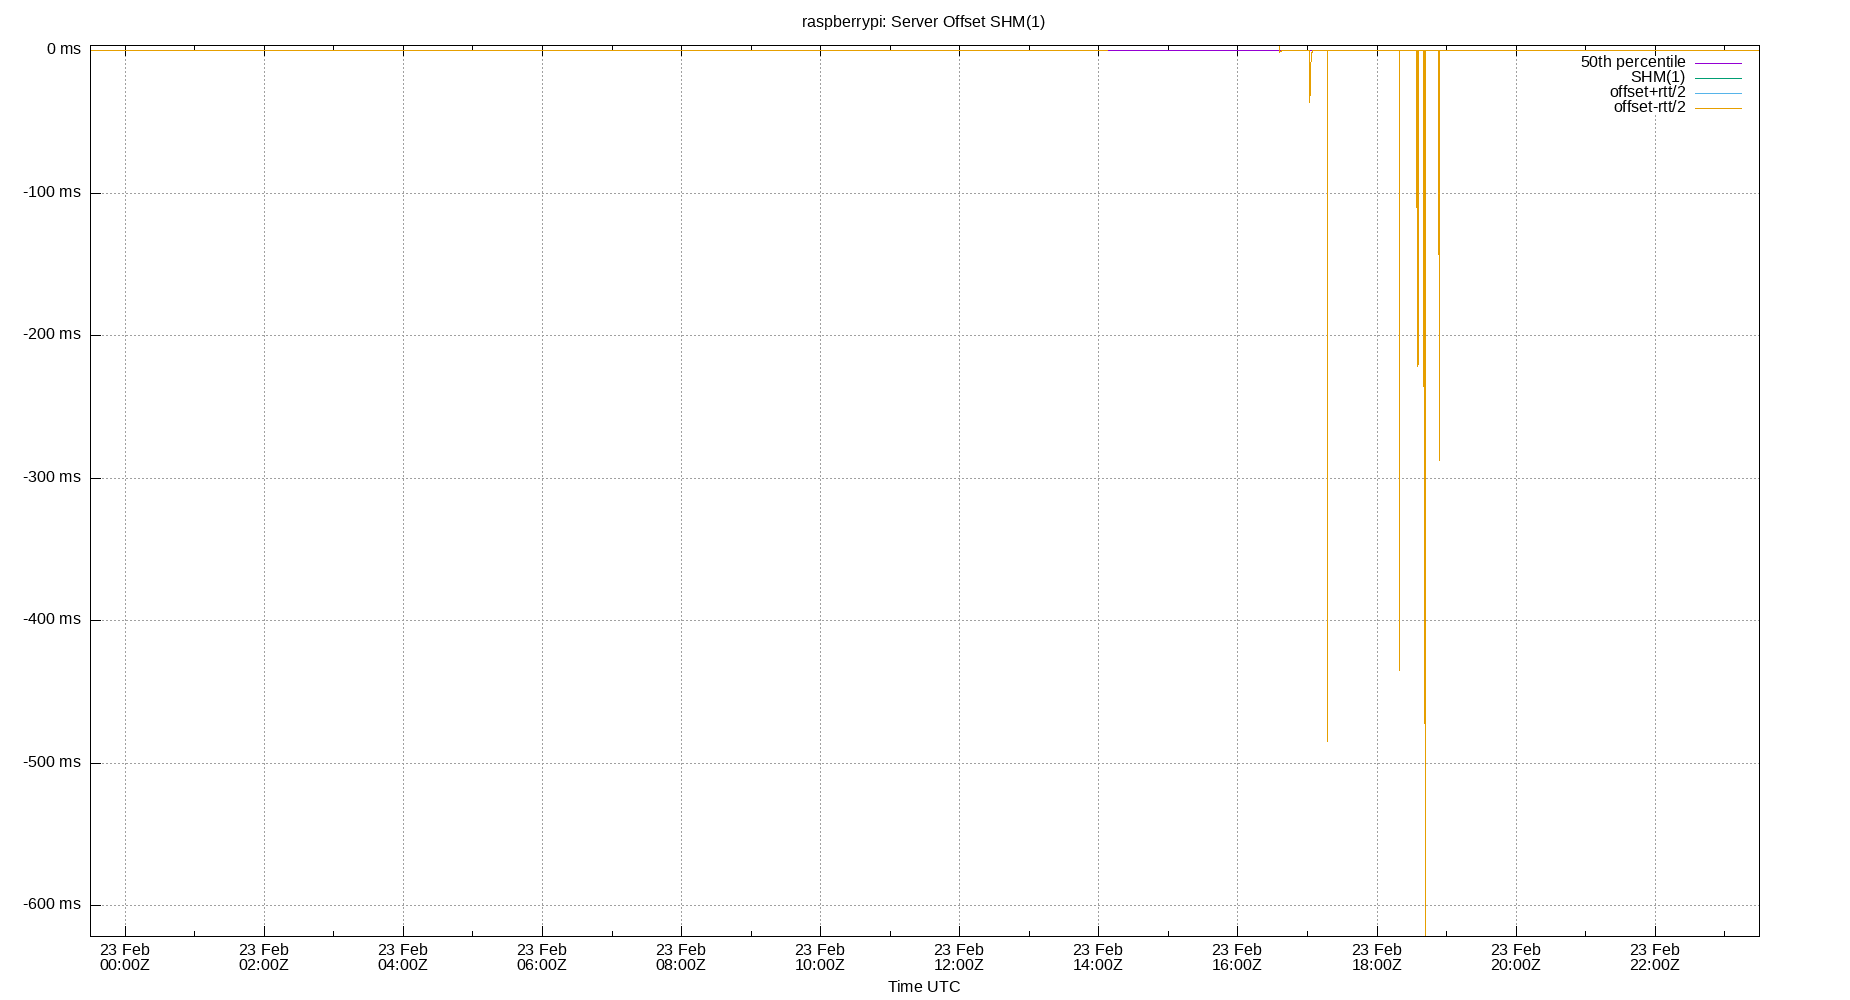 raspberrypi: Server Offset SHM(1)
0 ms
-100 ms
-200 ms
-300 ms
-400 ms
-500 ms
-600 ms
50th percentile
SHM(1)
offset+rtt/2
offset-rtt/2
23 Feb 23 Feb 23 Feb 23 Feb 23 Feb 23 Feb 23 Feb 23 Feb 23 Feb 23 Feb 23 Feb 23 Feb
00:00Z 02:00Z 04:00Z 06:00Z 08:00Z 10:00Z 12:00Z 14:00Z 16:00Z 18:00Z 20:00Z 22:00Z
Time UTC